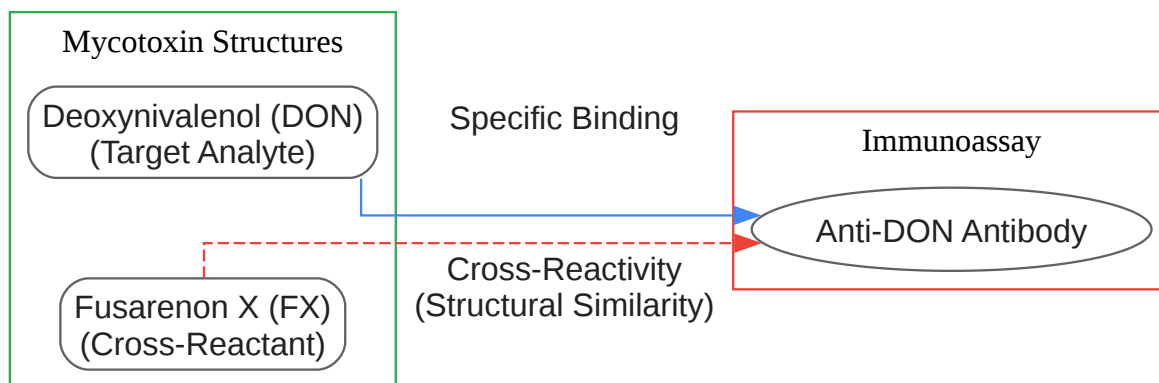 Mycotoxin Structures
Deoxynivalenol (DON)
(Target Analyte)
Specific Binding
Immunoassay
Anti-DON Antibody
Cross-Reactivity
(Structural Similarity)
Fusarenon X (FX)
(Cross-Reactant)